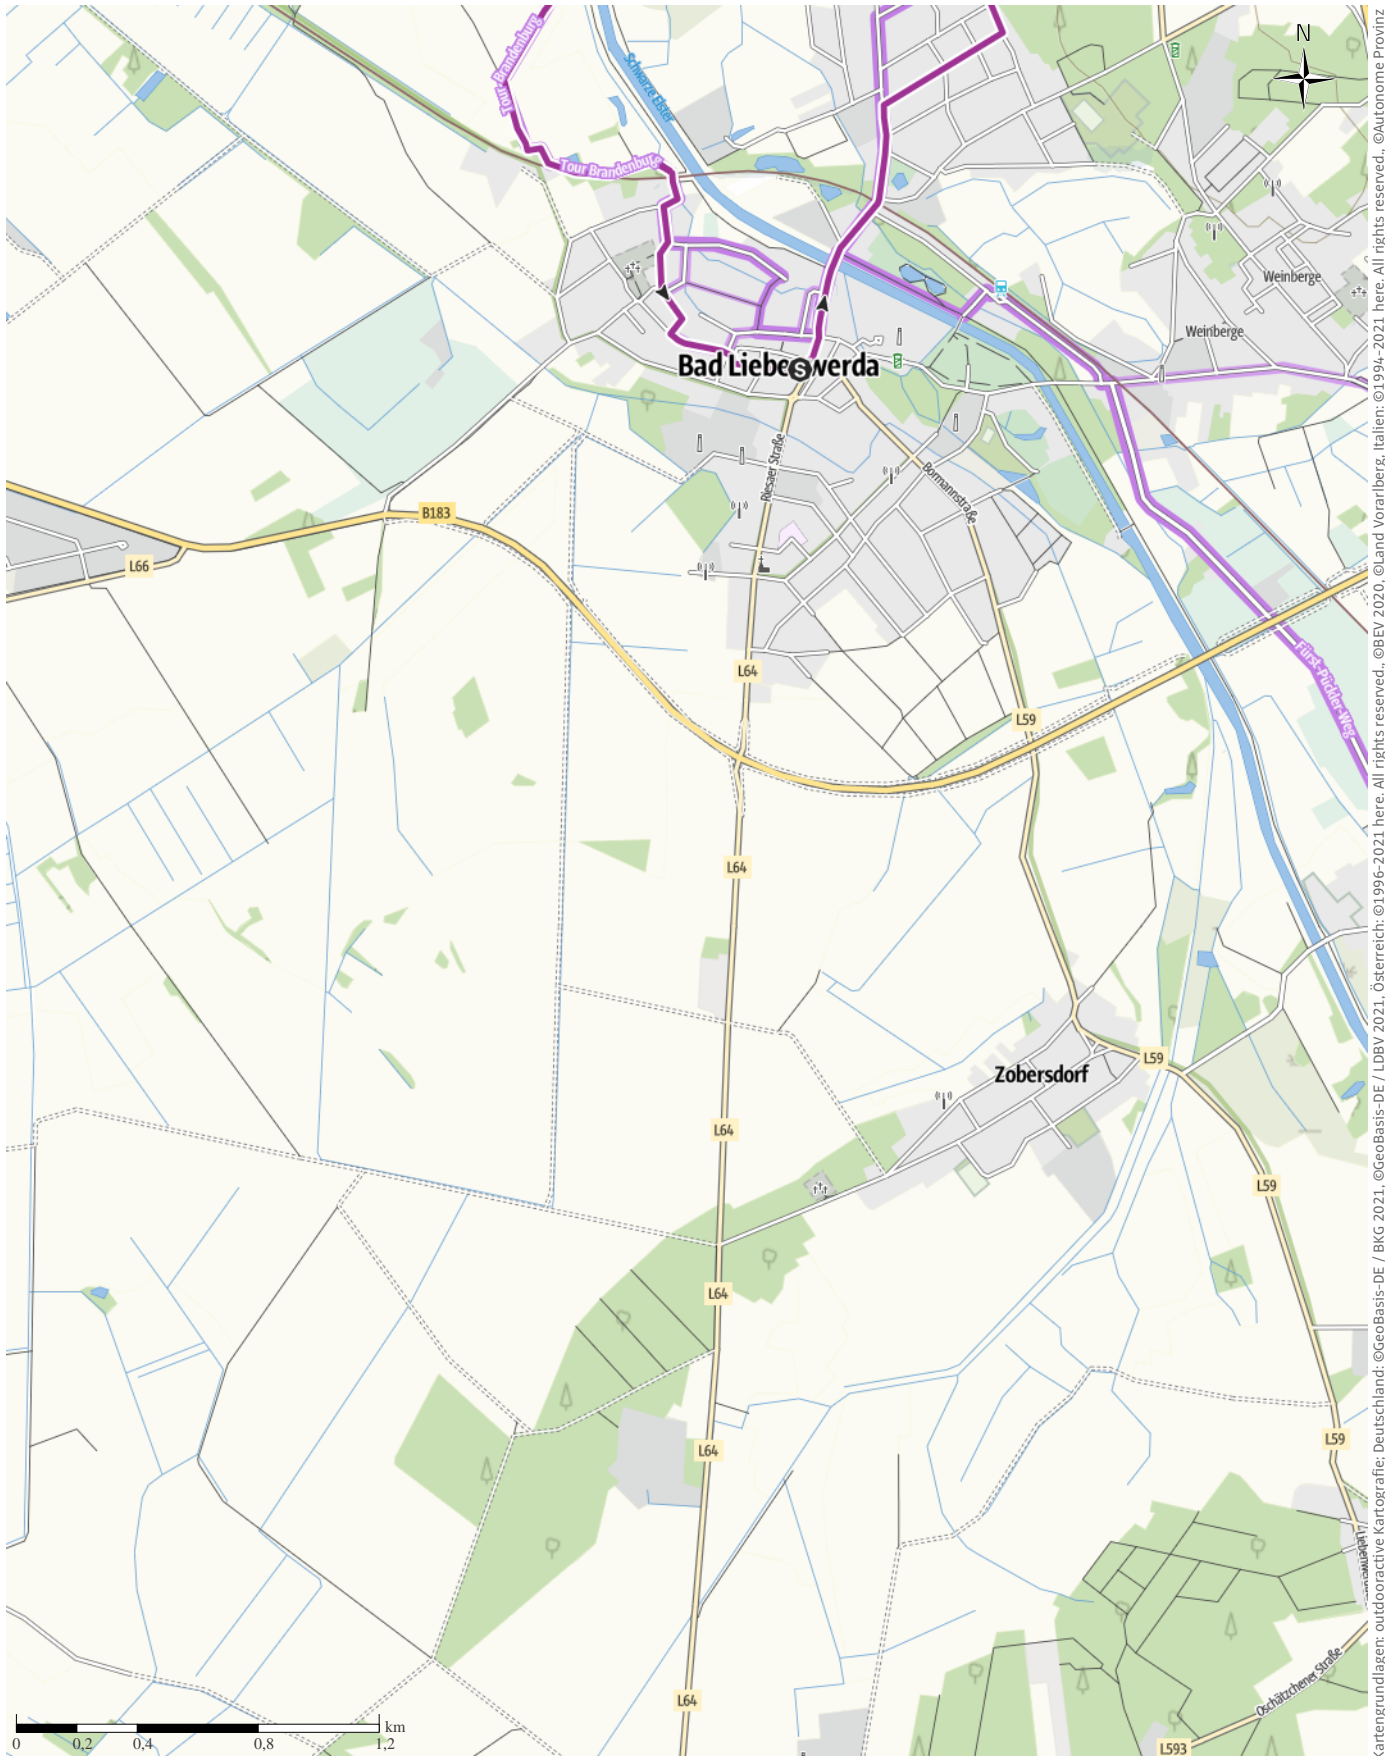 Tour Brandenburg
Schwarze Elster
N
Tour Brandenburg
Weinberge
Weinberge
Bad Liebe
S
werda
Riesaer Straße
Bormannstraße
B183
L66
Fürst-Pückler-Weg
L64
L59
L64
L59
Zobersdorf
L64
L59
L64
L59
L64
Oschätzchener Straße
L64
L593
km
0 0,2 0,4 0,8 1,2
artengrundlagen: outdooractive Kartografie; Deutschland: ©GeoBasis-DE / BKG 2021, ©GeoBasis-DE / LDBV 2021, Österreich: ©1996-2021 here. All rights reserved., ©BEV 2020, ©Land Vorarlberg, Italien: ©1994-2021 here. All rights reserved., ©Autonome Provinz